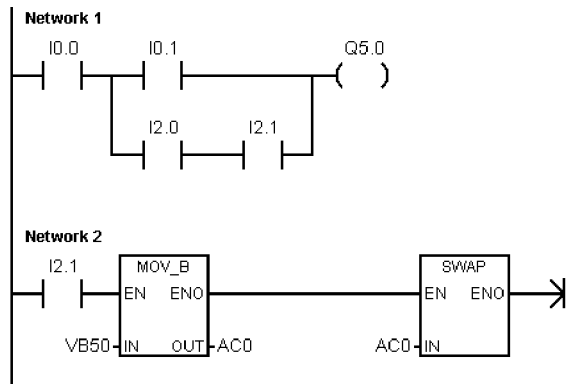 Network 1
I0.0 I0.1 Q5.0
I2.0 I2.1
Network 2
I2.1 MOV_B SWAP
EN ENO EN ENO
VB50 IN OUT AC0 AC0 IN